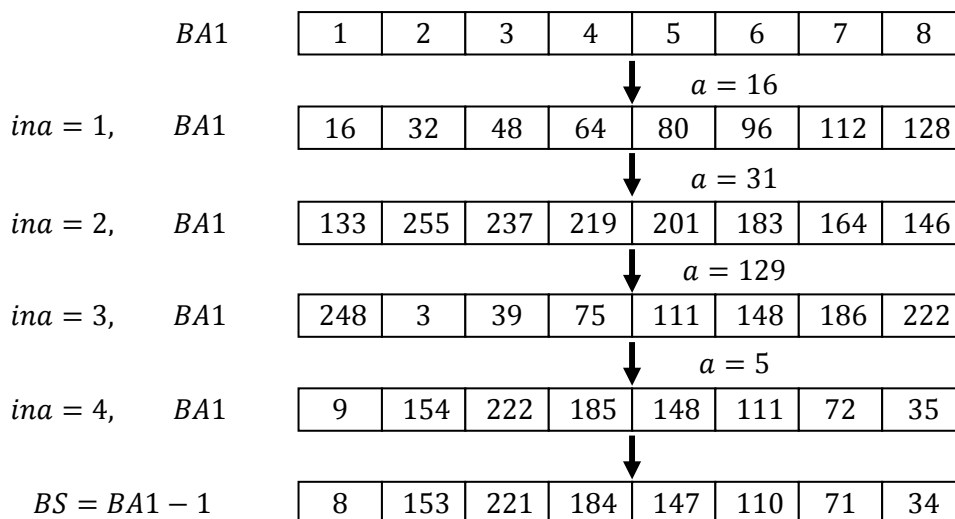 BA1 1 2 3 4 5 6 7 8
a = 16
ina = 1, BA1 16 32 48 64 80 96 112 128
a = 31
ina = 2, BA1 133 255 237 219 201 183 164 146
a = 129
ina = 3, BA1 248 3 39 75 111 148 186 222
a = 5
ina = 4, BA1 9 154 222 185 148 111 72 35
BS = BA1 − 1 8 153 221 184 147 110 71 34